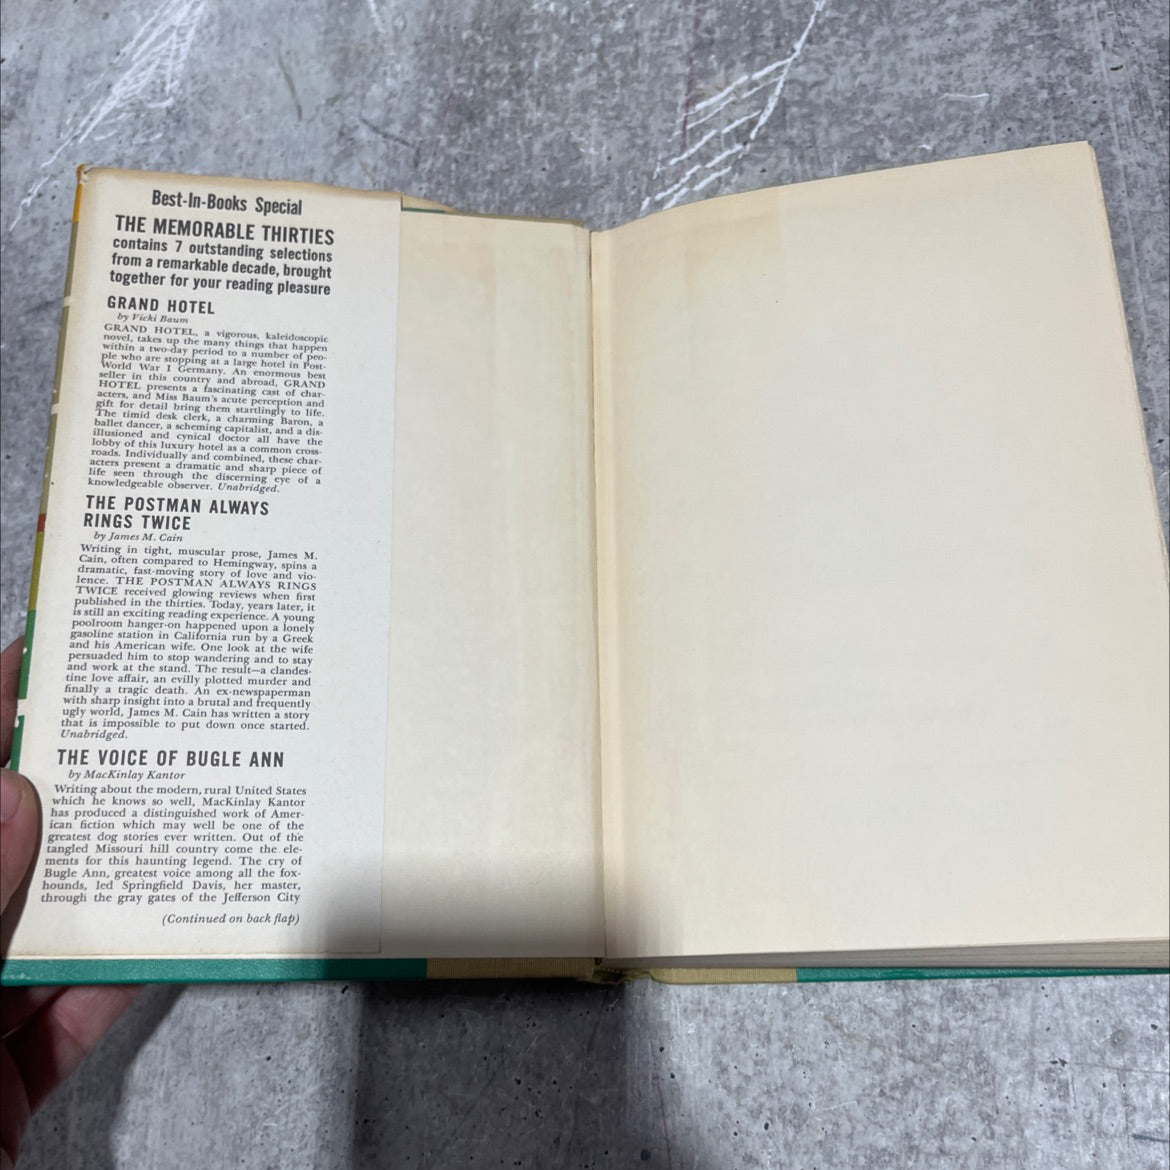 Best-In-Books Special
THE MEMORABLE THIRTIES
contains 7 outstanding selections
from a remarkable decade, brought
together for your reading pleasure
GRAND HOTEL
by Vicki Baum
GRAND HOTEL, a vigorous, kaleidoscopic
novel, takes up the many things that happen
within a two-day period to a number of peo-
ple who are stopping at a large hotel in Post-
World War I Germany. An enormous best
seller in this country and abroad, GRAND
HOTEL presents a fascinating cast of char-
acters, and Miss Baum's acute perception and
gift for detail bring them startlingly to life.
The timid desk clerk, a charming Baron, a
ballet dancer, a scheming capitalist, and a dis-
illusioned and cynical doctor all have the
lobby of this luxury hotel as a common cross-
roads. Individually and combined, these char-
acters present a dramatic and sharp piece of
life seen through the discerning eye of a
knowledgeable observer. Unabridged.
THE POSTMAN ALWAYS
RINGS TWICE
by James M. Cain
Writing in tight, muscular prose, James M.
Cain, often compared to Hemingway, spins a
dramatic, fast-moving story of love and vio-
lence. THE POSTMAN ALWAYS RINGS
TWICE received glowing reviews when first
published in the thirties. Today, years later, it
is still an exciting reading experience. A young
poolroom hanger-on happened upon a lonely
gasoline station in California run by a Greek
and his American wife. One look at the wife
persuaded him to stop wandering and to stay
and work at the stand. The result—a clandes-
tine love affair, an evilly plotted murder and
finally a tragic death. An ex-newspaperman
with sharp insight into a brutal and frequently
ugly world, James M. Cain has written a story
that is impossible to put down once started.
Unabridged.
THE VOICE OF BUGLE ANN
by MacKinlay Kantor
Writing about the modern, rural United States
which he knows so well, MacKinlay Kantor
has produced a distinguished work of Amer-
ican fiction which may well be one of the
greatest dog stories ever written. Out of the
tangled Missouri hill country come the ele-
ments for this haunting legend. The cry of
Bugle Ann, greatest voice among all the fox-
hounds, led Springfield Davis, her master,
through the gray gates of the Jefferson City
(Continued on back flap)